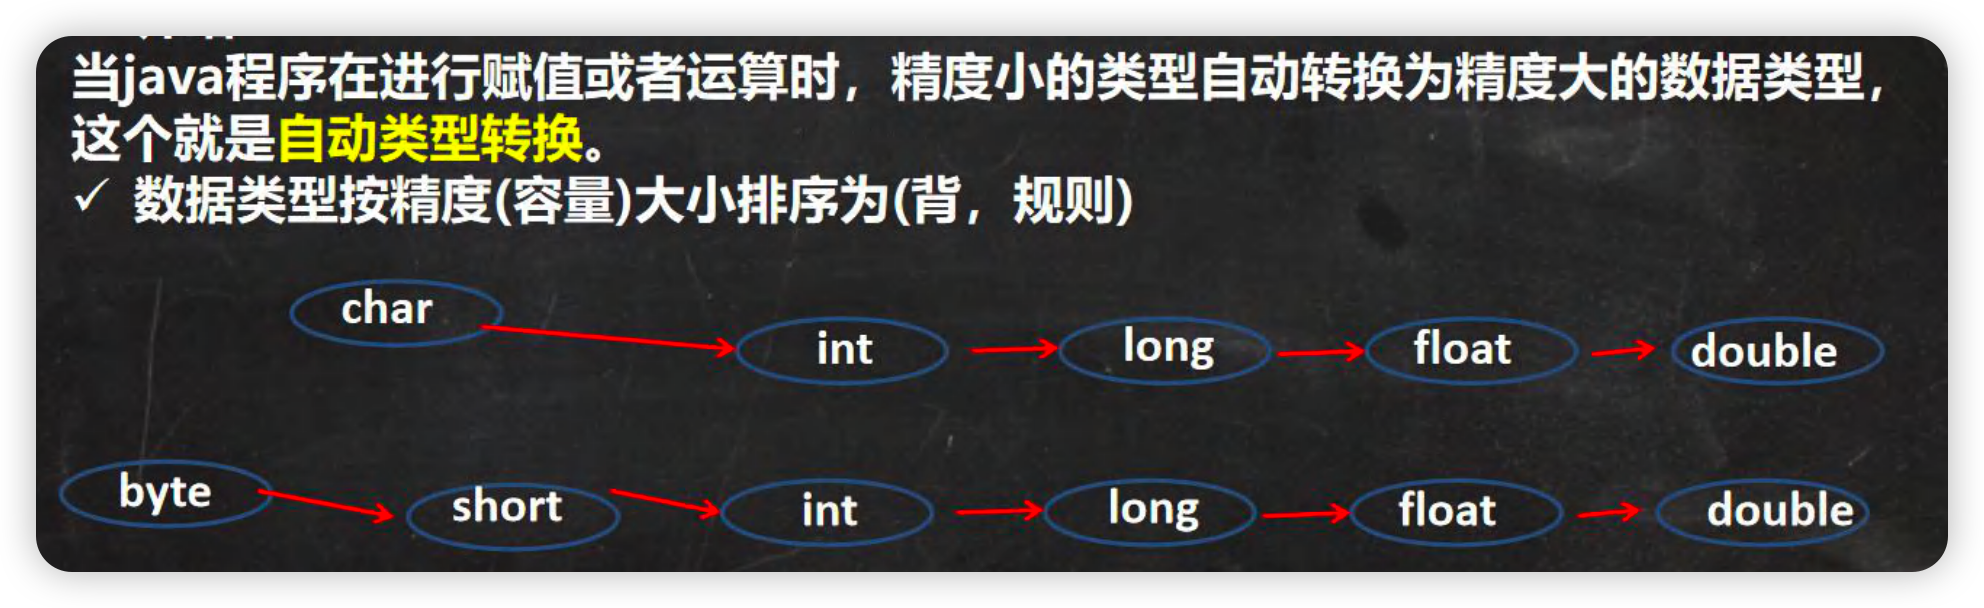 当java程序在进行赋值或者运算时，精度小的类型自动转换为精度大的数据类型，
这个就是自动类型转换。
✓ 数据类型按精度(容量)大小排序为(背，规则)
char int long float double
byte short int long float double